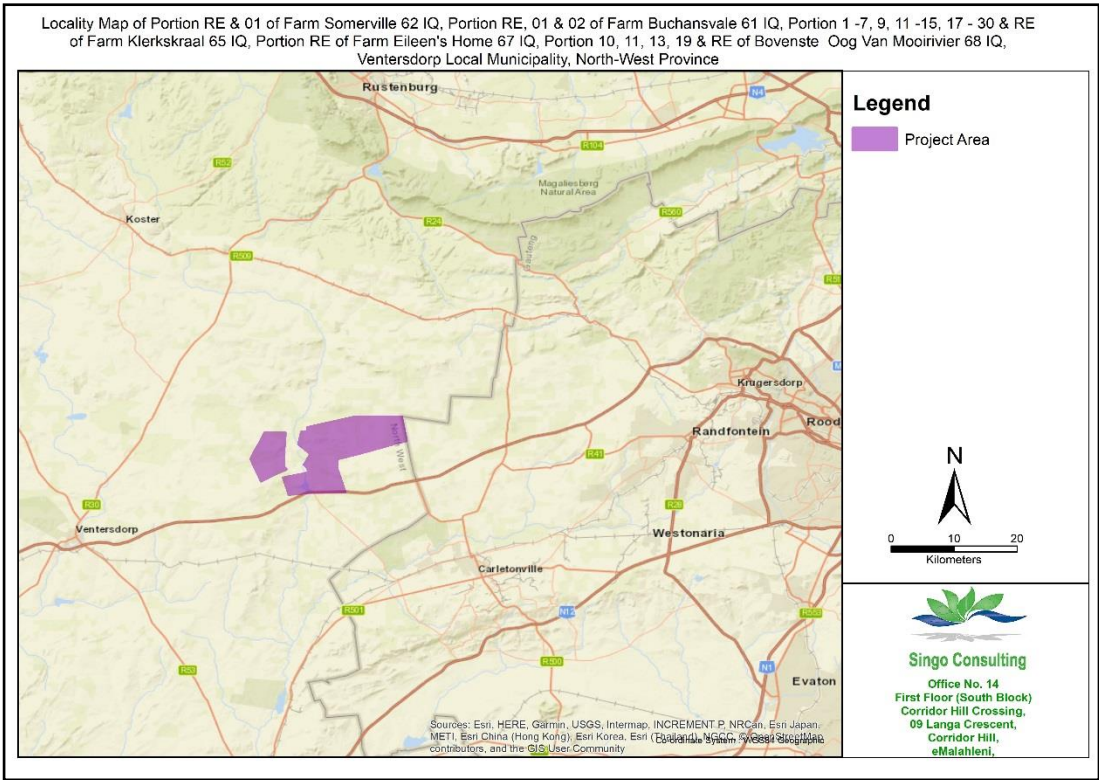 Locality Map of Portion RE & 01 of Farm Somerville 62 IQ, Portion RE, 01 & 02 of Farm Buchansvale 61 IQ, Portion 1 -7, 9, 11 -15, 17 - 30 & RE
of Farm Klerkskraal 65 IQ, Portion RE of Farm Eileen's Home 67 IQ, Portion 10, 11, 13, 19 & RE of Bovenste Oog Van Mooirivier 68 IQ,
Ventersdorp Local Municipality, North-West Province
Rustenburg
N4
R104
R52
Magaliesberg
Natural Area
Koster
R24
R560
Gauteng
R509
Krugersdorp
Rood
Randfontein
North West
R41
R30
R28
Ventersdorp
Westonaria
Carletonville
R501
N12
R53
R500
N1
Evaton
Sources: Esri, HERE, Garmin, USGS, Intermap, INCREMENT P, NRCan, Esri Japan,
METI, Esri China (Hong Kong), Esri Korea, Esri (Thailand), NGCC, © OpenStreetMap
contributors, and the GIS User Community
Co-ordinate System : WGS84 Geographic
Legend
Project Area
N
0 10 20
Kilometers
Singo Consulting
Office No. 14
First Floor (South Block)
Corridor Hill Crossing,
09 Langa Crescent,
Corridor Hill,
eMalahleni,